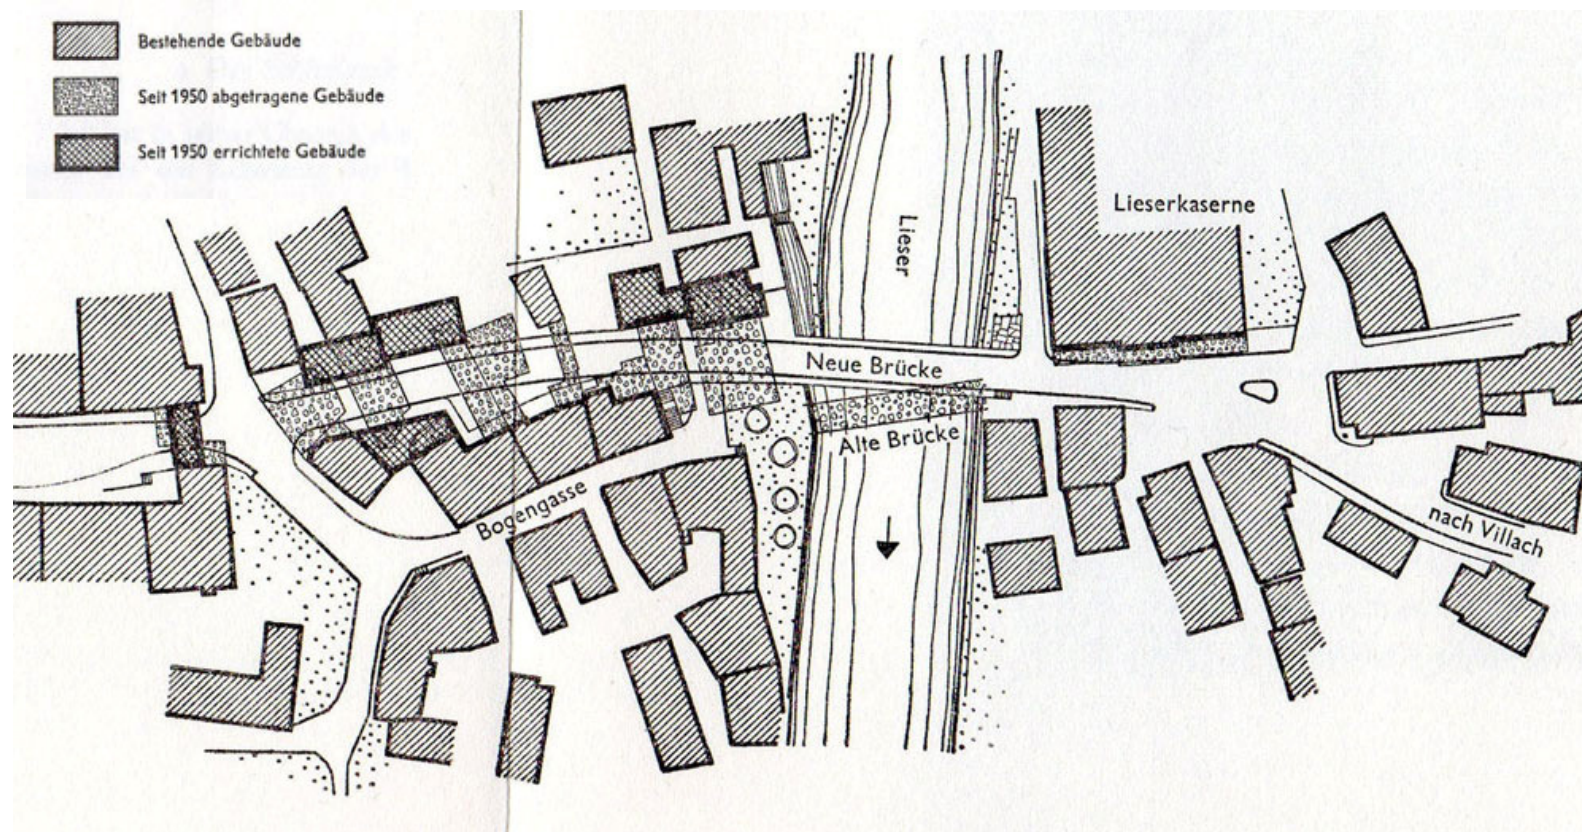 Bestehende Gebäude
Seit 1950 abgetragene Gebäude
Seit 1950 errichtete Gebäude
Lieserkaserne
Lieser
Neue Brücke
Alte Brücke
Bogengasse
nach Villach